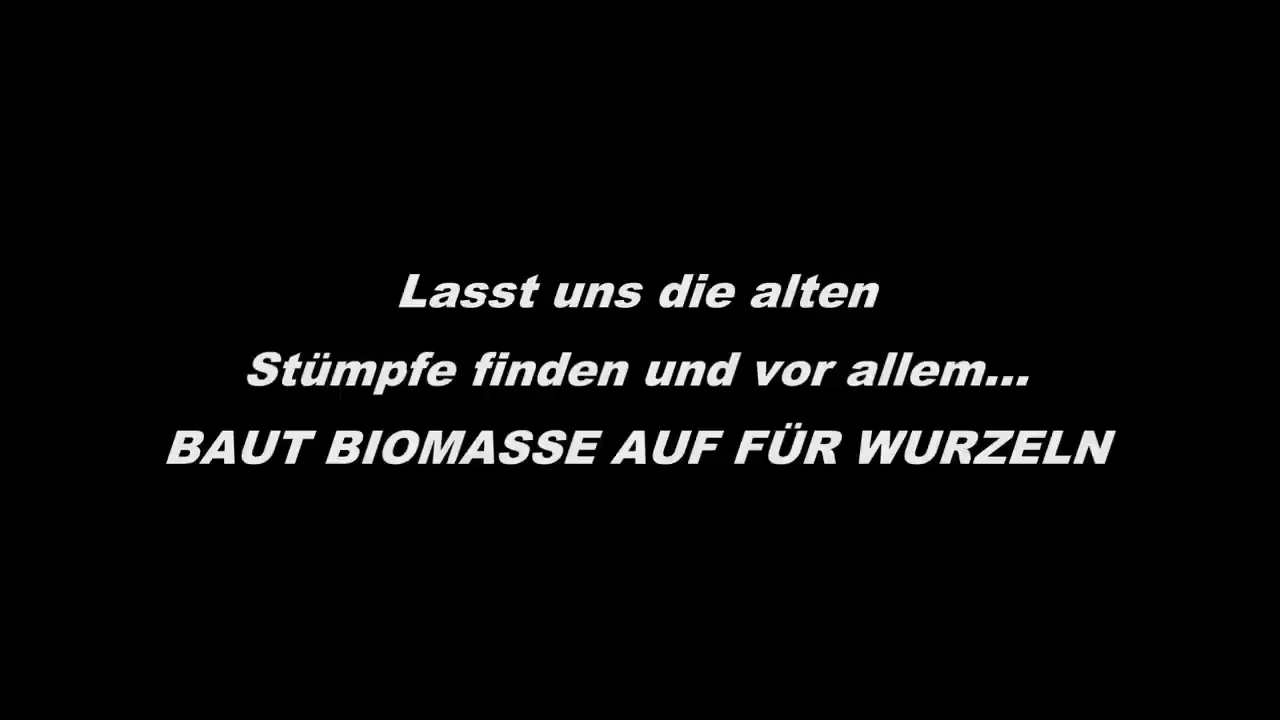 Lasst uns die alten
Stümpfe finden und vor allem...
BAUT BIOMASSE AUF FÜR WURZELN